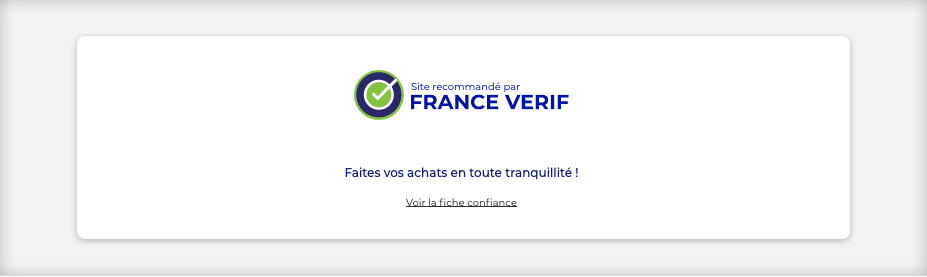 Site recommandé par
FRANCE VERIF
Faites vos achats en toute tranquillité !
Voir la fiche confiance